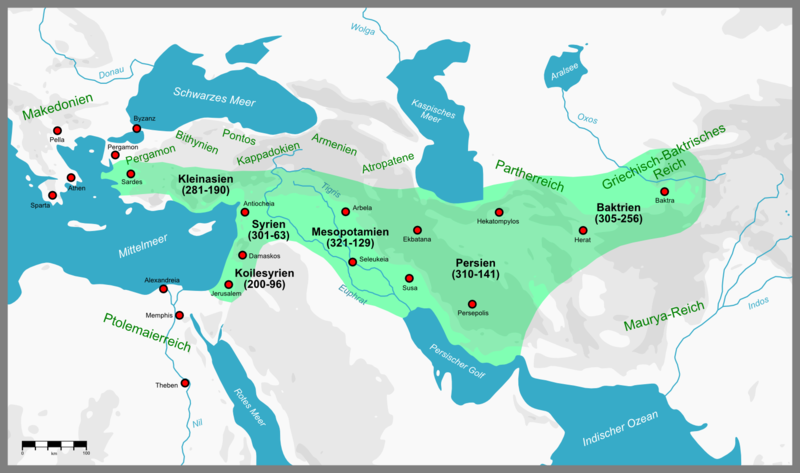 Wolga
Donau
Aralsee
Schwarzes Meer
Kaspisches
Meer
Makedonien
Byzanz
Oxos
Pella
Pergamon
Bithynien
Pontos
Armenien
Griechisch-Baktrisches
Reich
Pergamon
Kappadokien
Atropatene
Partherreich
Sardes
Kleinasien
(281-190)
Athen
Tigris
Baktra
Sparta
Antiocheia
Arbela
Hekatompylos
Baktrien
(305-256)
Syrien
(301-63)
Mesopotamien
(321-129)
Ekbatana
Herat
Mittelmeer
Damaskos
Seleukeia
Persien
(310-141)
Koilesyrien
(200-96)
Alexandreia
Jerusalem
Euphrat
Susa
Memphis
Persepolis
Maurya-Reich
Indos
Ptolemaierreich
Persischer Golf
Theben
Rotes Meer
Nil
Indischer Ozean
0
km
100